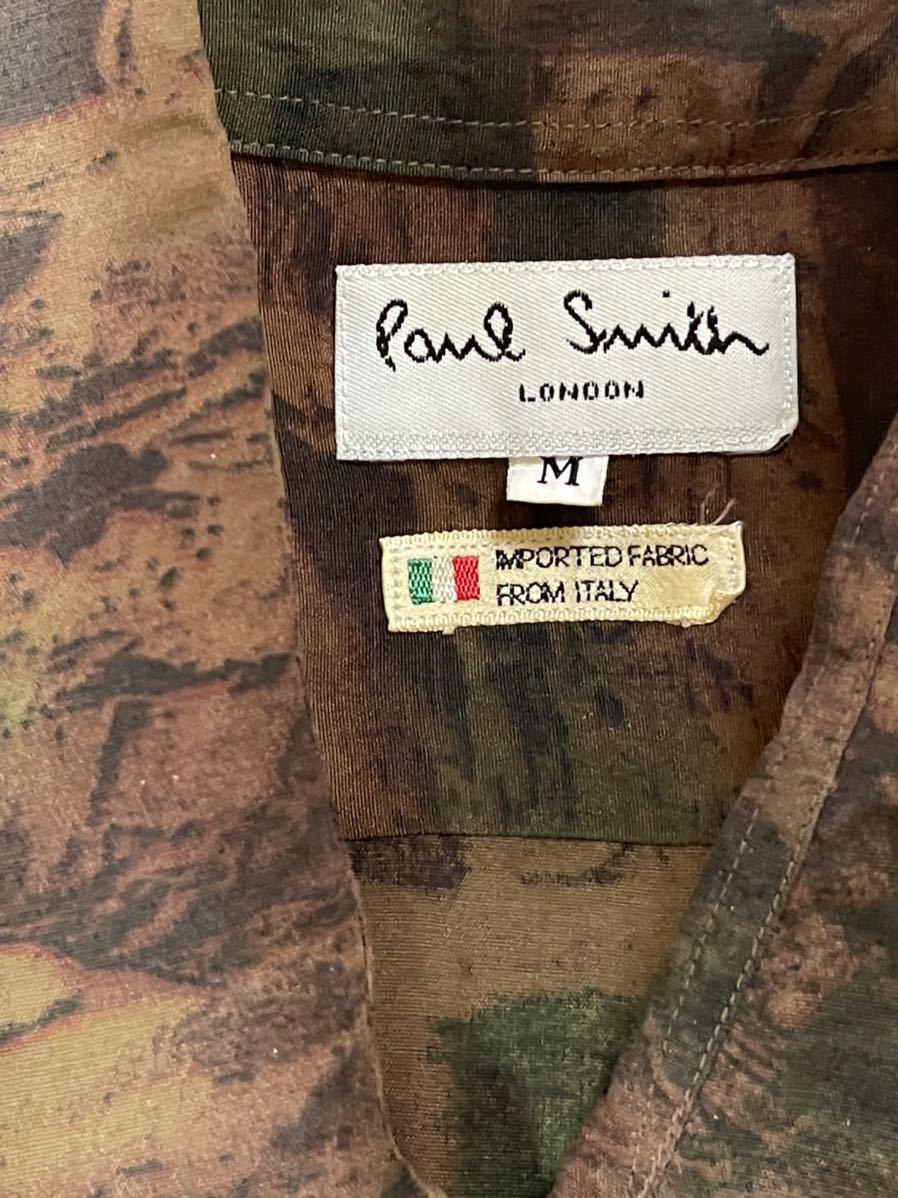 Paul Smith
LONDON
M
IMPORTED FABRIC
FROM ITALY